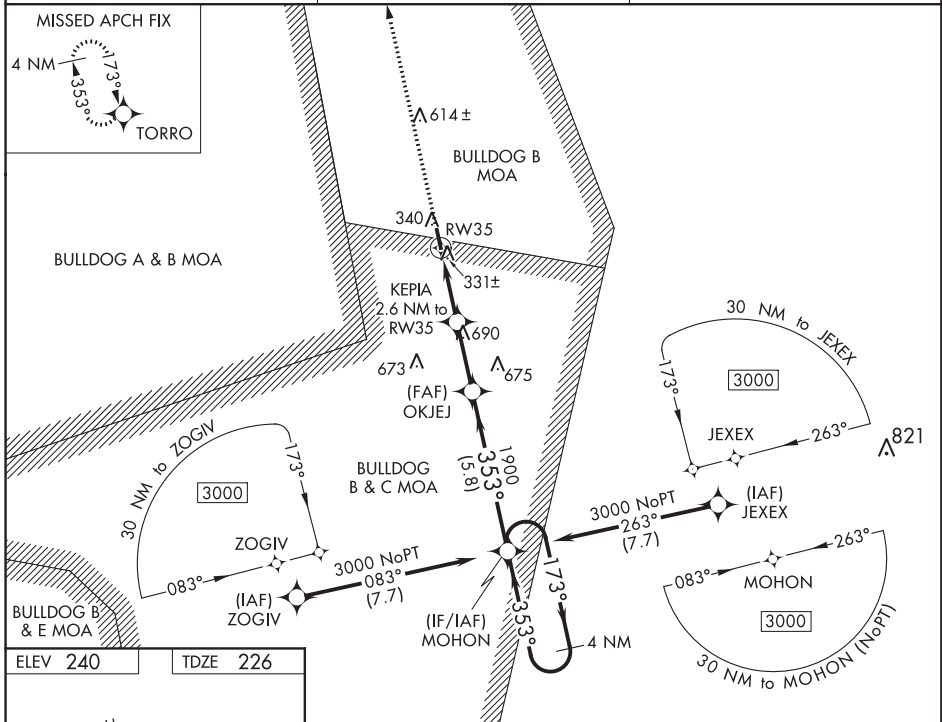 MISSED APCH FIX
4 NM
173°
353°
TORRO
614±
BULLDOG B
MOA
340
RW35
BULLDOG A & B MOA
331±
KEPIA
2.6 NM to
RW35
690
673
675
(FAF)
OKJEJ
30 NM to JEXEX
173°
3000
JEXEX
263°
821
30 NM to ZOGIV
173°
3000
ZOGIV
083°
BULLDOG
B & C MOA
1900
353°
(5.8)
3000 NoPT
263°
(7.7)
(IAF)
JEXEX
3000 NoPT
083°
(7.7)
(IAF)
ZOGIV
(IF/IAF)
MOHON
173°
353°
4 NM
083°
263°
MOHON
3000
30 NM to MOHON (NoPT)
BULLDOG B
& E MOA
ELEV 240
TDZE 226